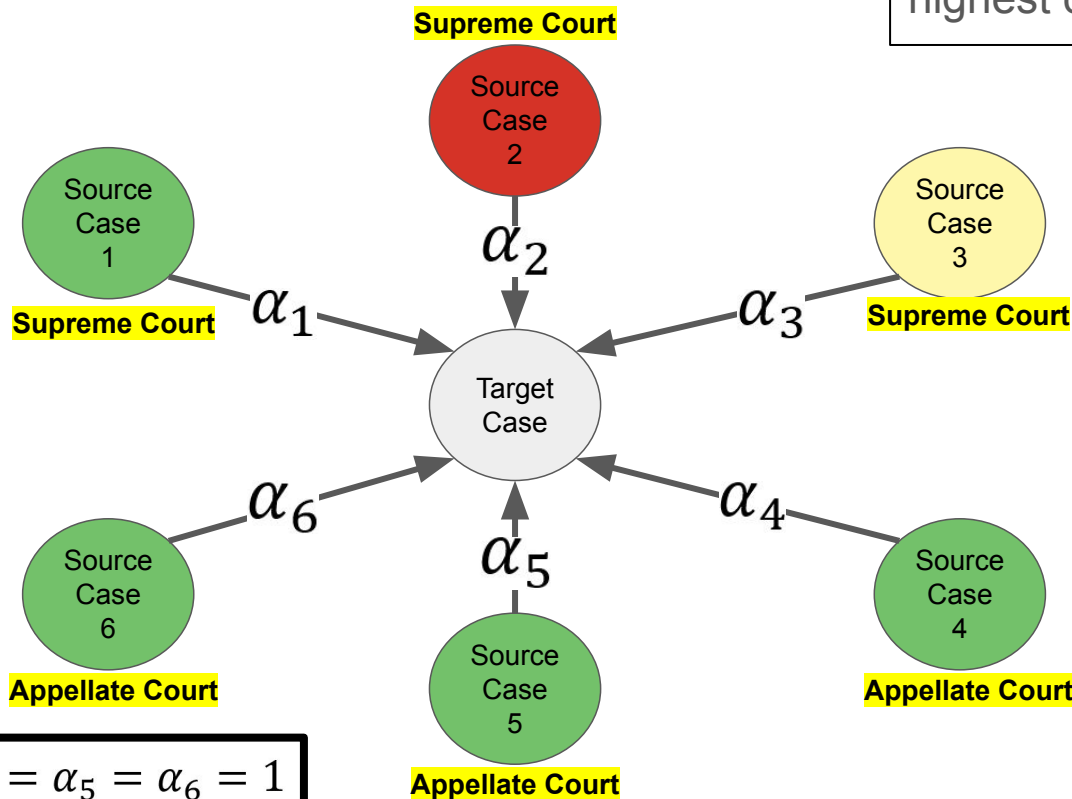 highest
Supreme Court
Source
Case
2
Source
Case
1
Source
Case
3
α₂
Supreme Court
α₁
α₃
Supreme Court
Target
Case
α₆
α₄
α₅
Source
Case
6
Source
Case
4
Source
Case
5
Appellate Court
Appellate Court
= α₅ = α₆ = 1
Appellate Court